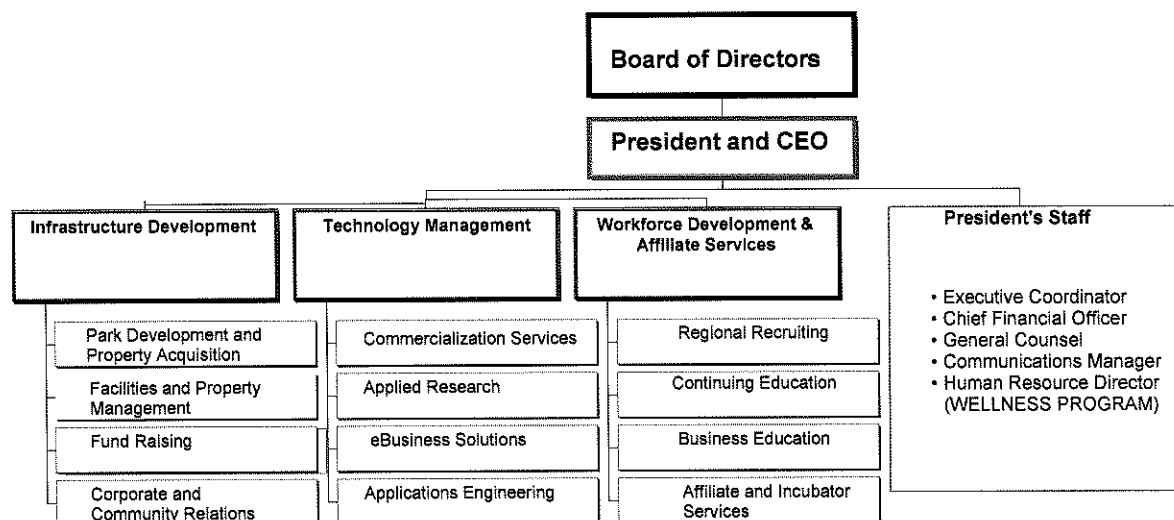 Board of Directors
President and CEO
Infrastructure Development
Technology Management
Workforce Development &
Affiliate Services
President's Staff
• Executive Coordinator
• Chief Financial Officer
• General Counsel
• Communications Manager
• Human Resource Director
(WELLNESS PROGRAM)
Park Development and
Property Acquisition
Facilities and Property
Management
Fund Raising
Corporate and
Community Relations
Commercialization Services
Applied Research
eBusiness Solutions
Applications Engineering
Regional Recruiting
Continuing Education
Business Education
Affiliate and Incubator
Services